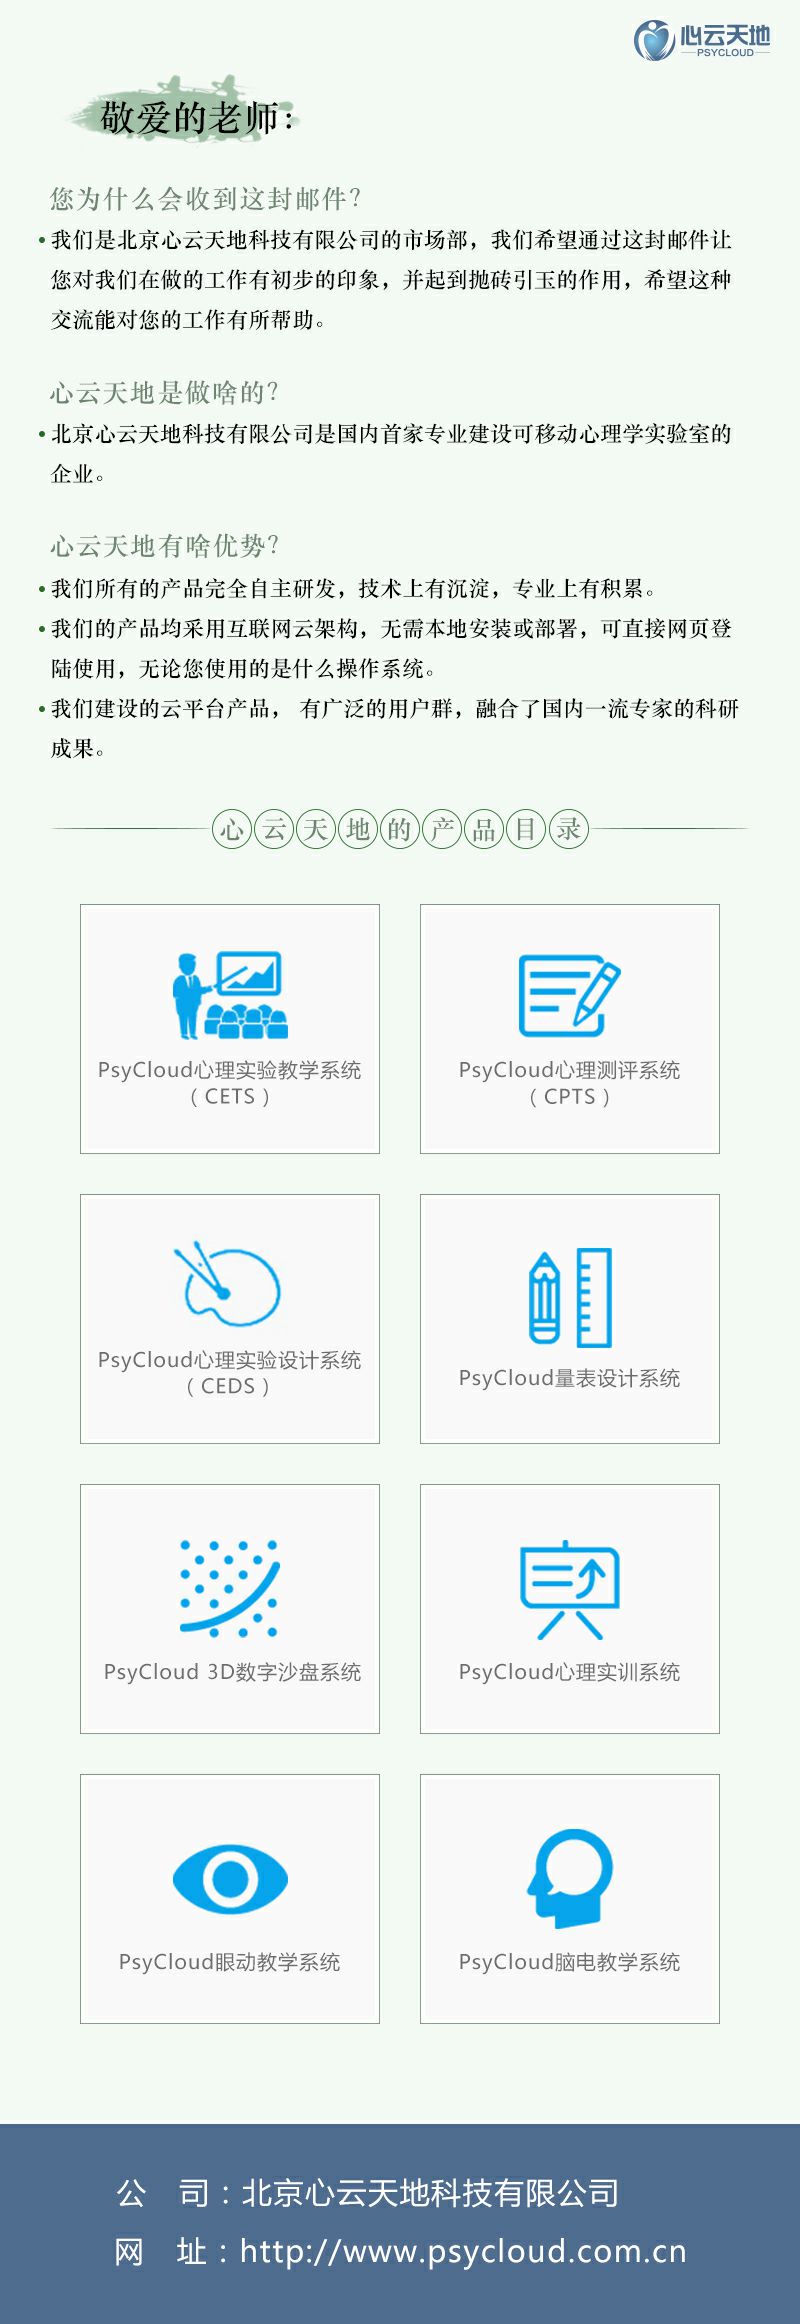 心云天地
PSYCLOUD
敬爱的老师：
您为什么会收到这封邮件？
•我们是北京心云天地科技有限公司的市场部，我们希望通过这封邮件让
您对我们在做的工作有初步的印象，并起到抛砖引玉的作用，希望这种
交流能对您的工作有所帮助。
心云天地是做啥的？
•北京心云天地科技有限公司是国内首家专业建设可移动心理学实验室的
企业。
心云天地有啥优势？
•我们所有的产品完全自主研发，技术上有沉淀，专业上有积累。
•我们的产品均采用互联网云架构，无需本地安装或部署，可直接网页登
陆使用，无论您使用的是什么操作系统。
•我们建设的云平台产品， 有广泛的用户群，融合了国内一流专家的科研
成果。
心云天地的产品目录
PsyCloud心理实验教学系统
（CETS）
PsyCloud心理测评系统
（CPTS）
PsyCloud心理实验设计系统
（CEDS）
PsyCloud量表设计系统
PsyCloud 3D数字沙盘系统
PsyCloud心理实训系统
PsyCloud眼动教学系统
PsyCloud脑电教学系统
公 司：北京心云天地科技有限公司
网 址：http://www.psycloud.com.cn